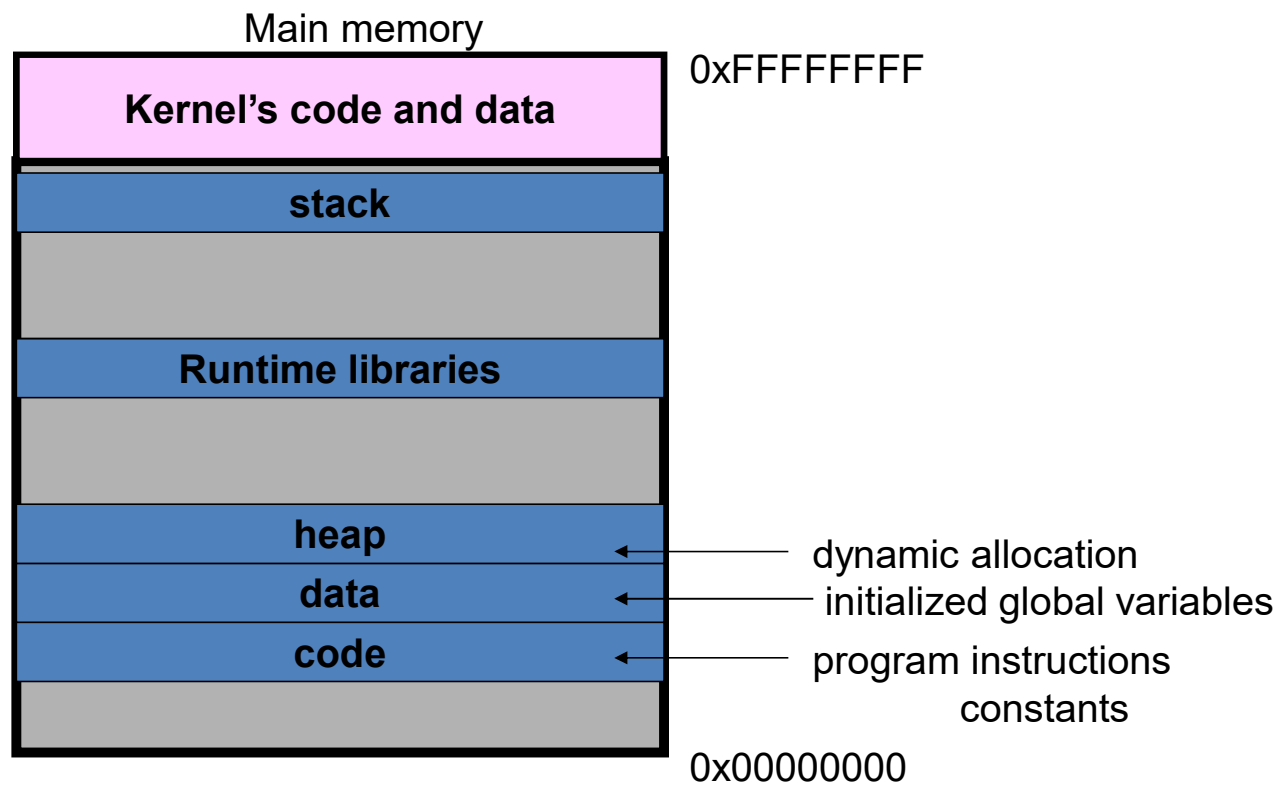 Main memory
0xFFFFFFFF
Kernel’s code and data
stack
Runtime libraries
heap
dynamic allocation
data
initialized global variables
code
program instructions
constants
0x00000000